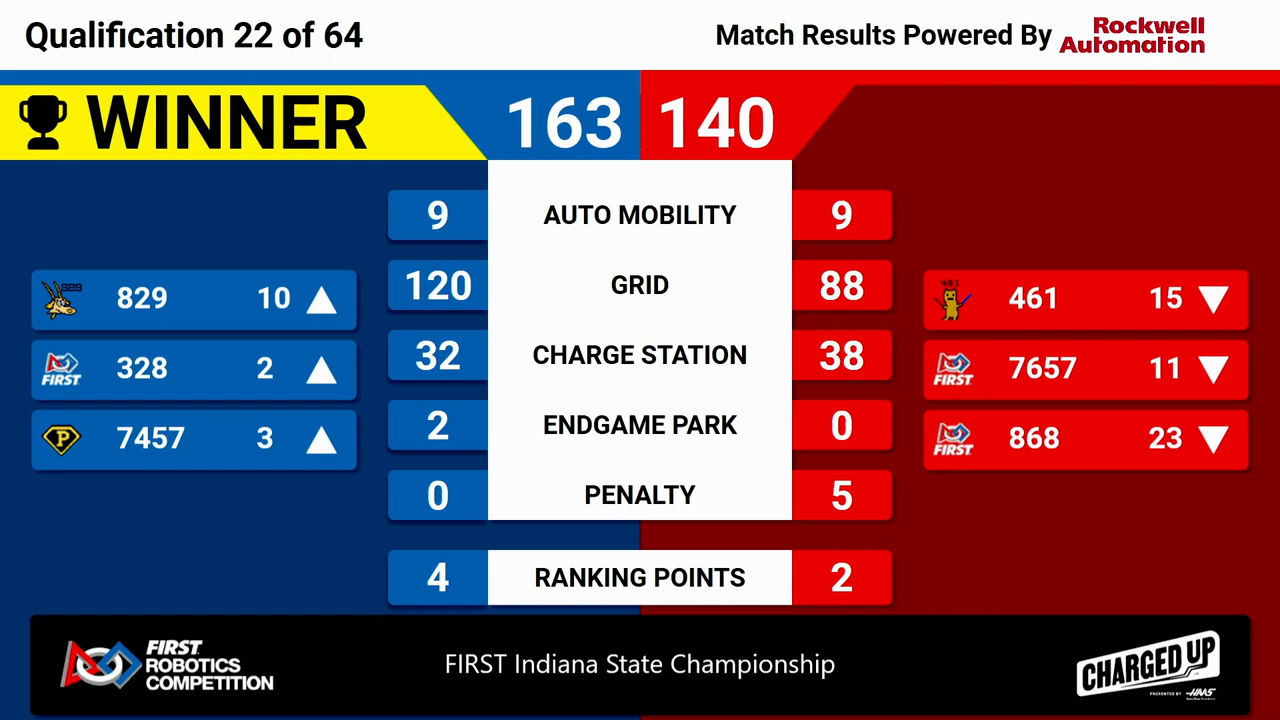 Qualification 22 of 64
Match Results Powered By Rockwell Automation
WINNER 163 140
9 AUTO MOBILITY 9
120 GRID 88
829 10 461 15
32 CHARGE STATION 38
FIRST 328 2 FIRST 7657 11
2 ENDGAME PARK 0
P 7457 3 FIRST 868 23
0 PENALTY 5
4 RANKING POINTS 2
FIRST
ROBOTICS
COMPETITION
FIRST Indiana State Championship
CHARGED UP
PRESENTED BY HAAS